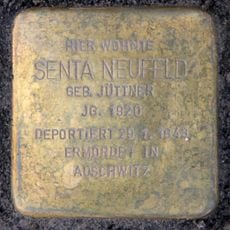 HIER WOHNTE
SENTA NEUFELD
GEB. JÜTTNER
JG. 1920
DEPORTIERT 29.1.1943
ERMORDET IN
AUSCHWITZ